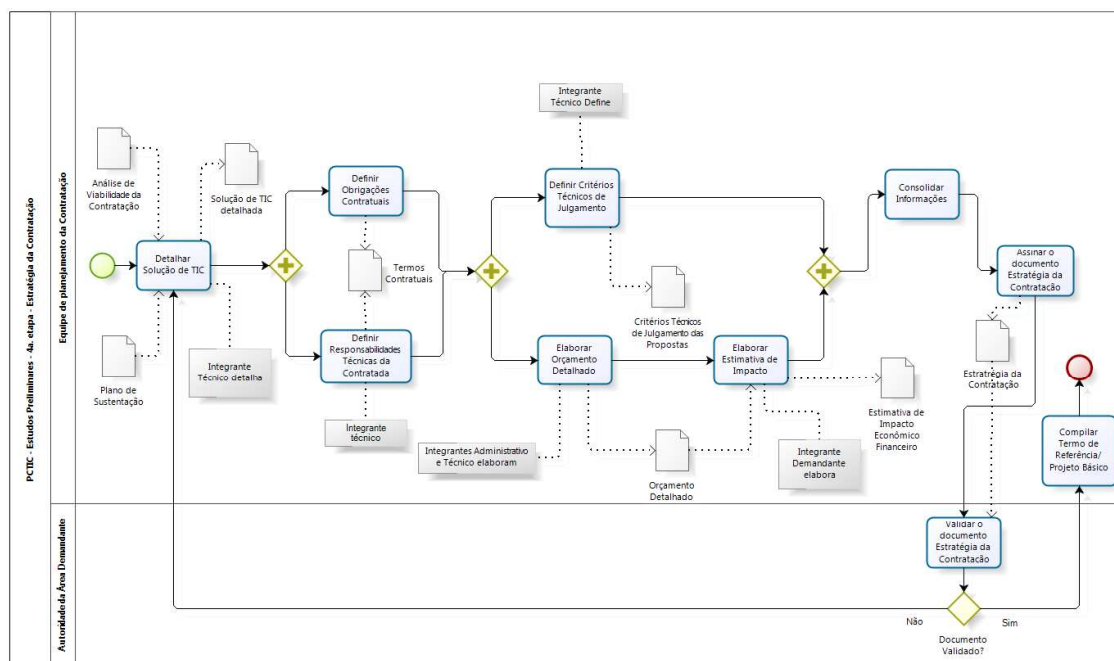 PCTIC - Estudos Preliminares - 4a. etapa - Estratégia da Contratação
Equipe de planejamento da Contratação
Análise de
Viabilidade da
Contratação
Solução de TIC
detalhada
Detalhar
Solução de TIC
Plano de
Sustentação
Integrante
Técnico detalha
Definir
Obrigações
Contratuais
Termos
Contratuais
Definir
Responsabilidades
Técnicas da
Contratada
Integrante
técnico
Integrante
Técnico Define
Definir Critérios
Técnicos de
Julgamento
Critérios Técnicos
de Julgamento das
Propostas
Elaborar
Orçamento
Detalhado
Integrantes Administrativo
e Técnico elaboram
Orçamento
Detalhado
Elaborar
Estimativa de
Impacto
Integrante
Demandante
elabora
Estimativa de
Impacto
Econômico
Financeiro
Consolidar
Informações
Assinar o
documento
Estratégia da
Contratação
Estratrégia da
Contratação
Compilar
Termo de
Referência/
Projeto Básico
Autoridade da Área Demandante
Validar o
documento
Estratégia da
Contratação
Não
Sim
Documento
Validado?